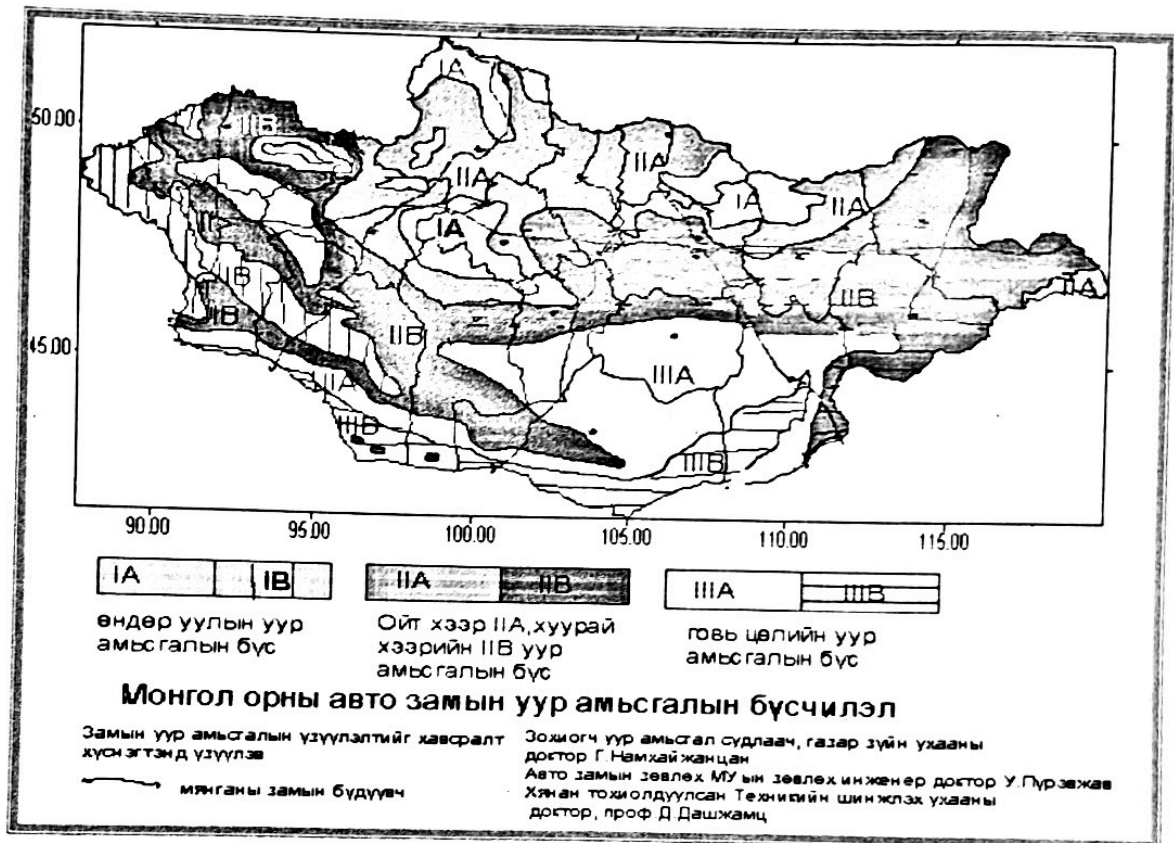 IA
50.00
IIB
IIA
IIA
IA
IIA
IA
II
IB
IIB
IIA
IIB
IIB
45.00
IIIA
IIIA
IIIB
IIIB
90.00 95.00 100.00 105.00 110.00 115.00
IA IB IIA IIB IIIA IIIB
өндөр уулын уур
амьсгалын бүс
Ойт хээр IIA,хуурай
хээрийн IIB уур
амьсгалын бүс
говь цөлийн уур
амьсгалын бүс
Монгол орны авто замын уур амьсгалын бүсчилэл
Замын уур амьсгалын үзүүлэлтийг хавсралт
хүснэгтэнд үзүүлэв
мянганы замын бүдүүвч
Зохиогч уур амьсгал судлаач, газар зүйн ухааны
доктор Г.Намхайжанцан
Авто замын зөвлөх МУ ын зөвлөх инженер доктор У.Пүрэвжав
Хянан тохиолдуулсан Техникийн шинжлэх ухааны
доктор, проф.Д.Дашжамц